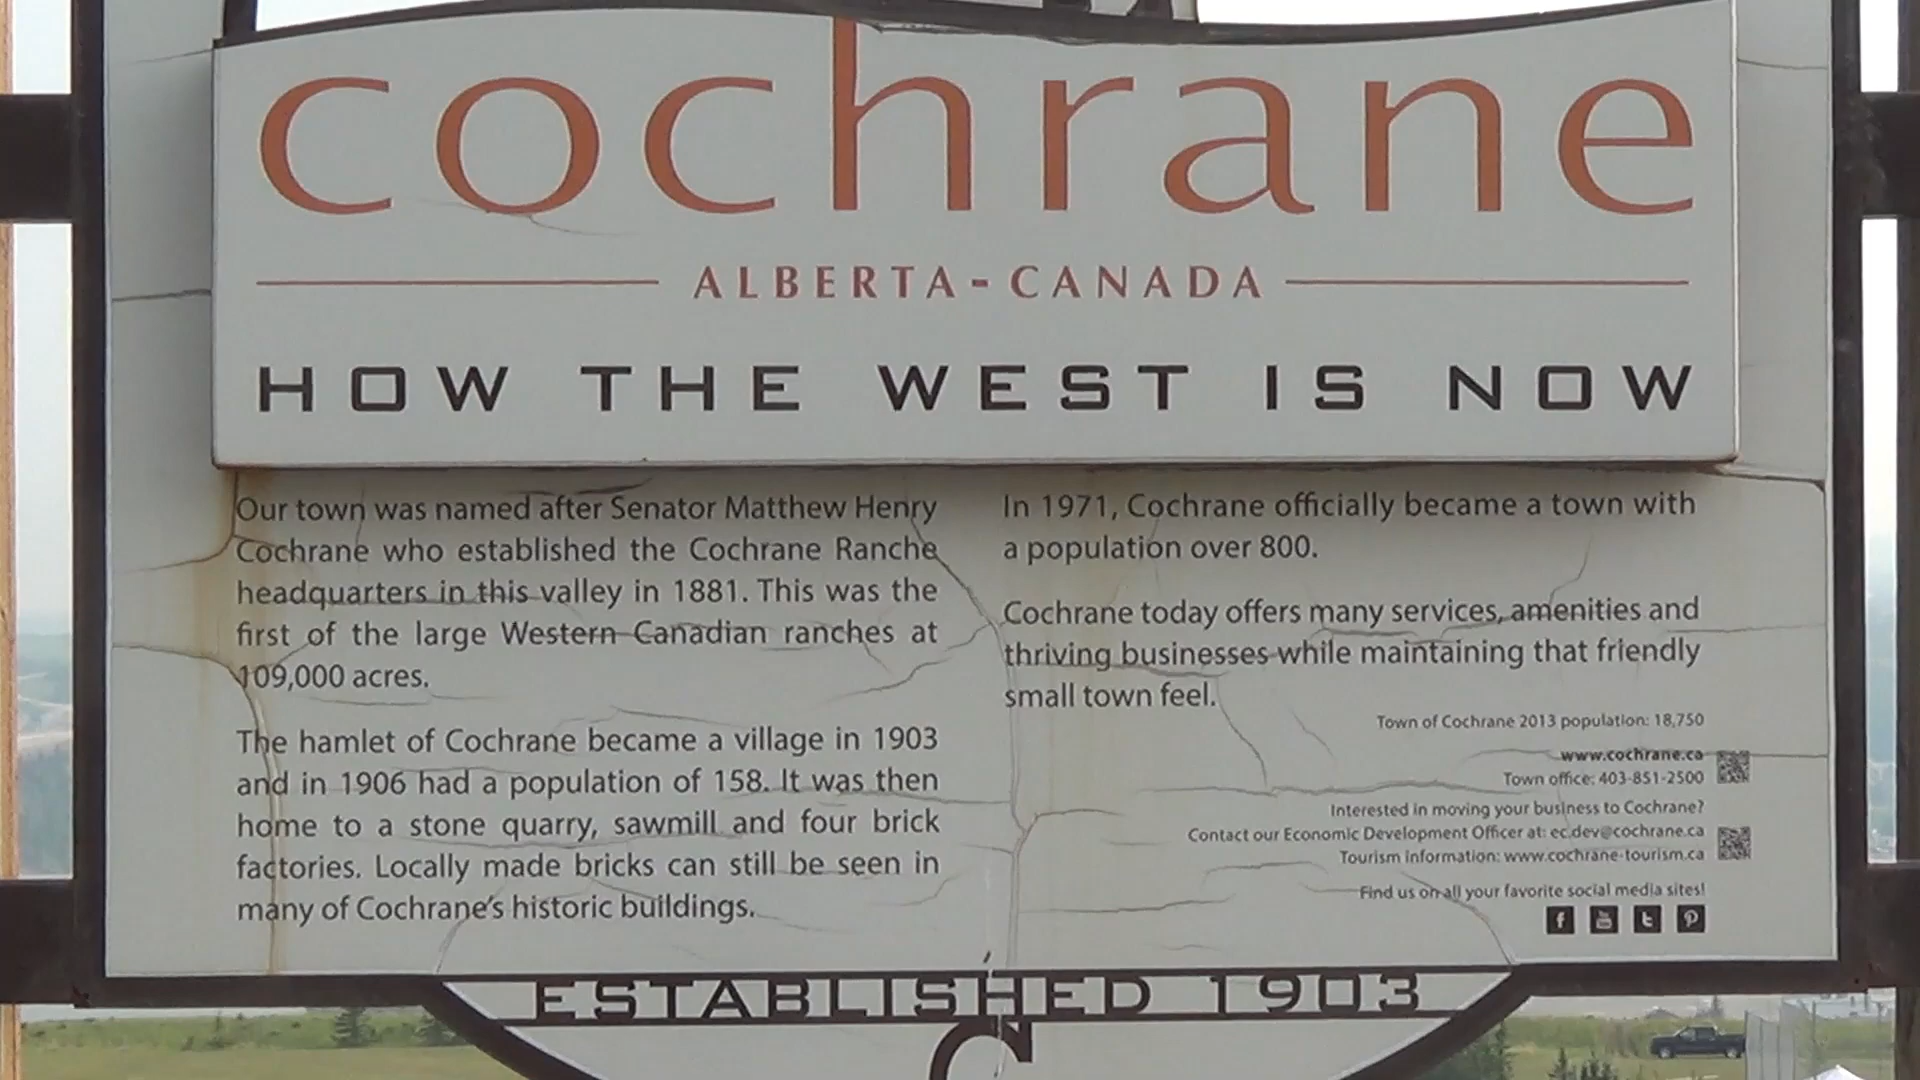 cochrane
ALBERTA-CANADA
HOW THE WEST IS NOW
Our town was named after Senator Matthew Henry
Cochrane who established the Cochrane Ranche
headquarters in this valley in 1881. This was the
first of the large Western Canadian ranches at
109,000 acres.
The hamlet of Cochrane became a village in 1903
and in 1906 had a population of 158. It was then
home to a stone quarry, sawmill and four brick
factories. Locally made bricks can still be seen in
many of Cochrane's historic buildings.
In 1971, Cochrane officially became a town with
a population over 800.
Cochrane today offers many services, amenities and
thriving businesses while maintaining that friendly
small town feel.
Town of Cochrane 2013 population: 18,750
www.cochrane.ca
Town office: 403-851-2500
Interested in moving your business to Cochrane?
Contact our Economic Development Officer at: ec.dev@cochrane.ca
Tourism information: www.cochrane-tourism.ca
Find us on all your favorite social media sites!
ESTABLISHED 1903
C